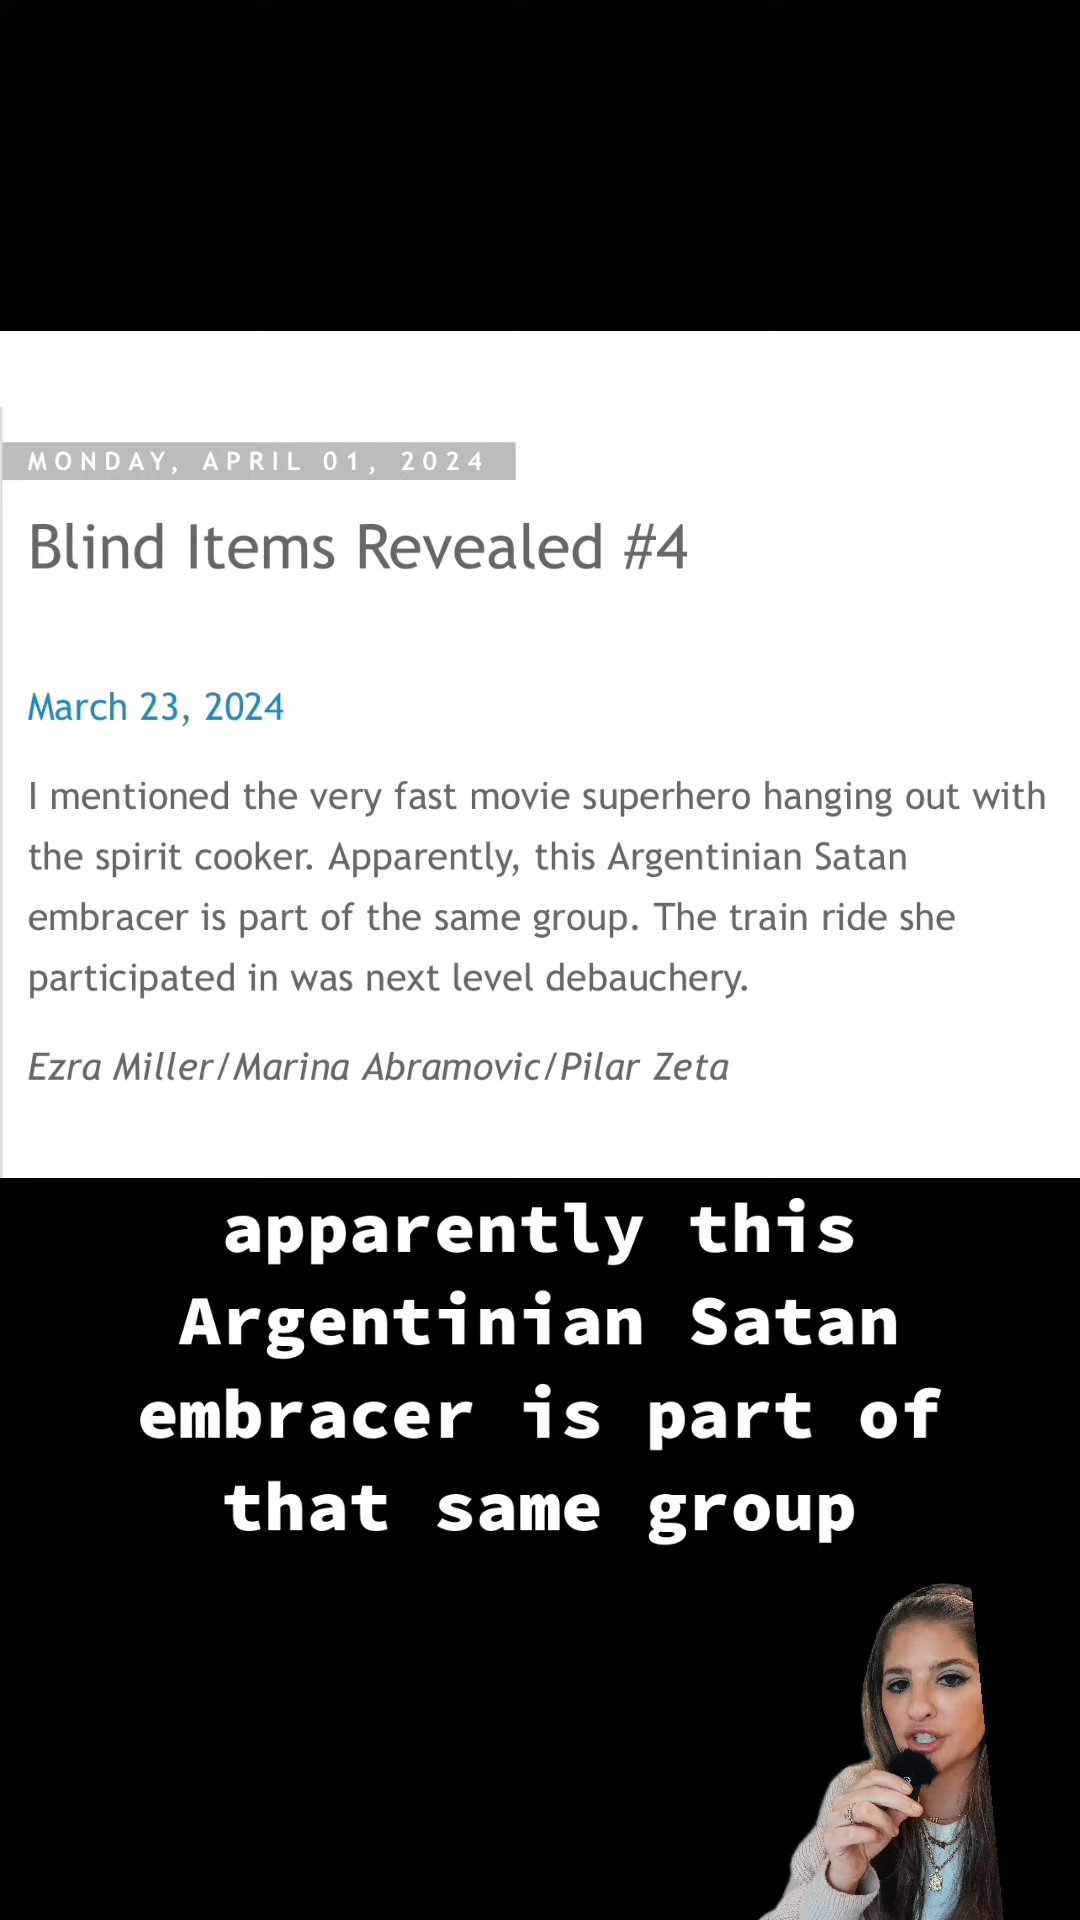 MONDAY, APRIL 01, 2024
Blind Items Revealed #4
March 23, 2024
I mentioned the very fast movie superhero hanging out with
the spirit cooker. Apparently, this Argentinian Satan
embracer is part of the same group. The train ride she
participated in was next level debauchery.
Ezra Miller/Marina Abramovic/Pilar Zeta
apparently this
Argentinian Satan
embracer is part of
that same group